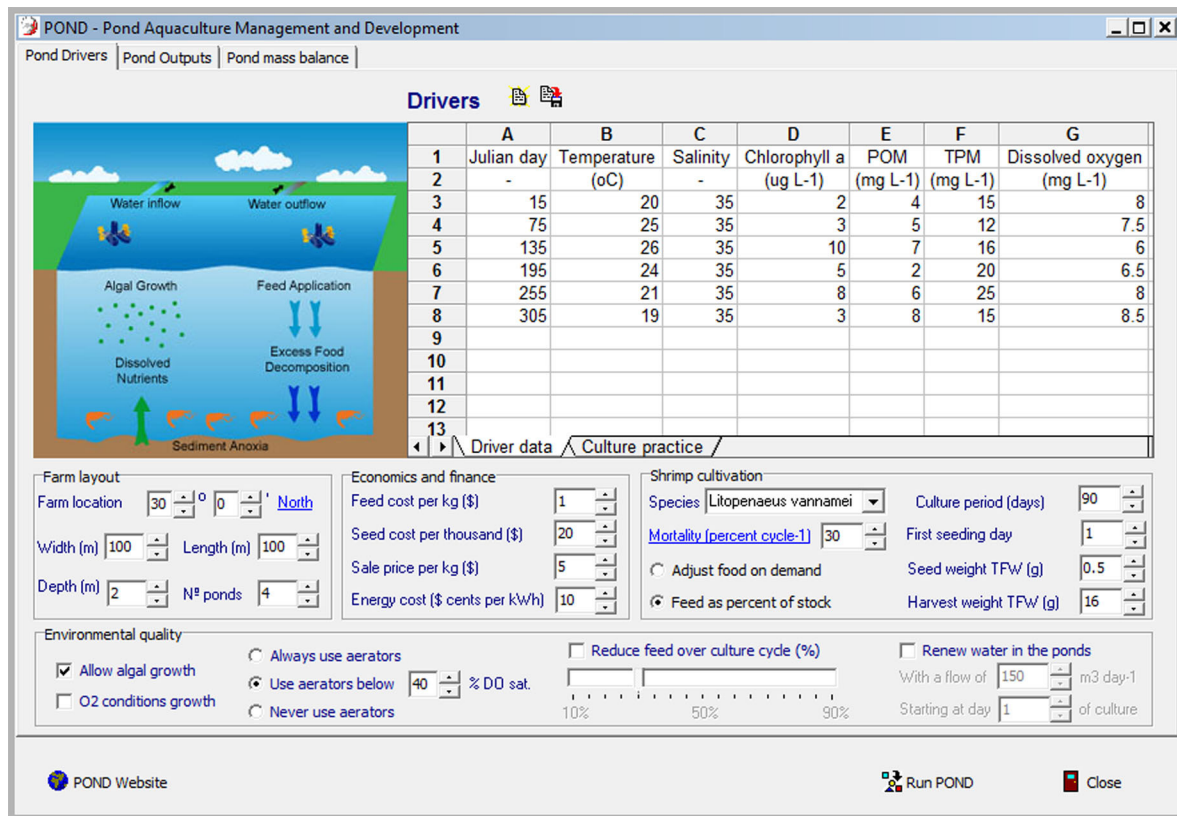 POND - Pond Aquaculture Management and Development
Pond Drivers Pond Outputs Pond mass balance
Drivers
A B C D E F G
1 Julian day Temperature Salinity Chlorophyll a POM TPM Dissolved oxygen
2 - (oC) - (ug L-1) (mg L-1) (mg L-1) (mg L-1)
3 15 20 35 2 4 15 8
4 75 25 35 3 5 12 7.5
5 135 26 35 10 7 16 6
6 195 24 35 5 2 20 6.5
7 255 21 35 8 6 25 8
8 305 19 35 3 8 15 8.5
9
10
11
12
13
Driver data Culture practice
Water inflow Water outflow
Algal Growth Feed Application
Dissolved
Nutrients
Excess Food
Decomposition
Sediment Anoxia
Farm layout
Farm location 30 º 0 ' North
Width (m) 100 Length (m) 100
Depth (m) 2 Nº ponds 4
Economics and finance
Feed cost per kg ($) 1
Seed cost per thousand ($) 20
Sale price per kg ($) 5
Energy cost ($ cents per kWh) 10
Shrimp cultivation
Species Litopenaeus vannamei Culture period (days) 90
Mortality (percent cycle-1) 30 First seeding day 1
Adjust food on demand Seed weight TFW (g) 0.5
Feed as percent of stock Harvest weight TFW (g) 16
Environmental quality
Allow algal growth
O2 conditions growth
Always use aerators
Use aerators below 40 % DO sat.
Never use aerators
Reduce feed over culture cycle (%)
10% 50% 90%
Renew water in the ponds
With a flow of 150 m3 day-1
Starting at day 1 of culture
POND Website Run POND Close